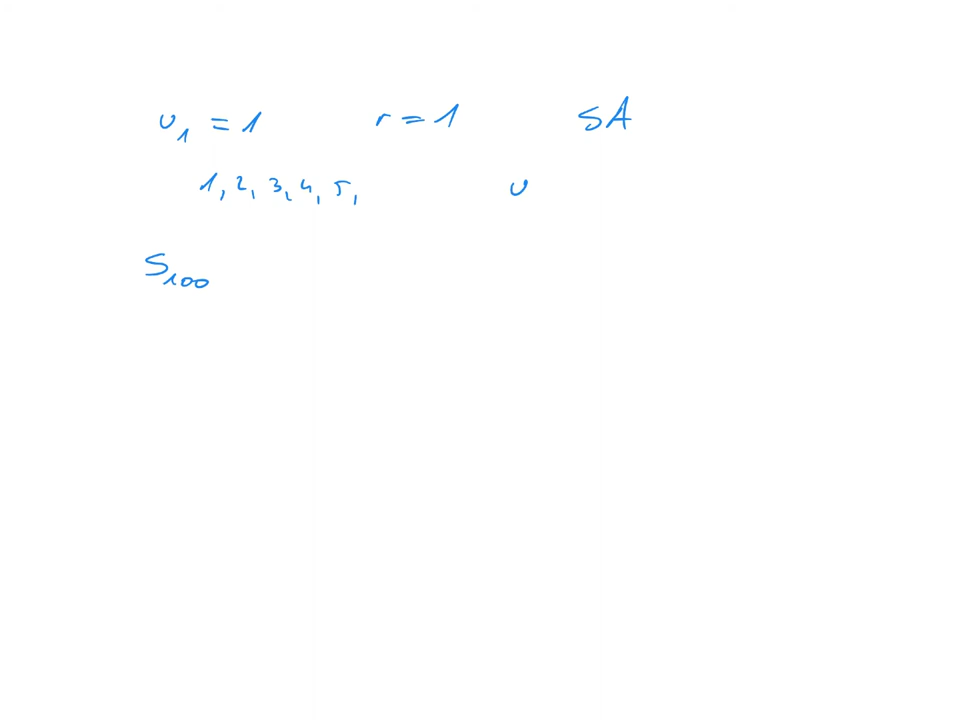 u₁ = 1 r = 1 SA
1, 2, 3, 4, 5, u
S₁₀₀